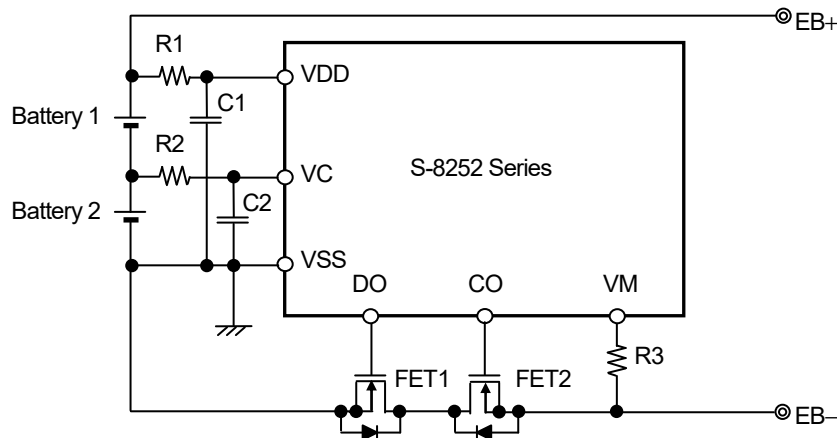 EB+
R1
VDD
C1
Battery 1
R2
S-8252 Series
VC
C2
Battery 2
VSS
DO
CO
VM
R3
FET1
FET2
EB−